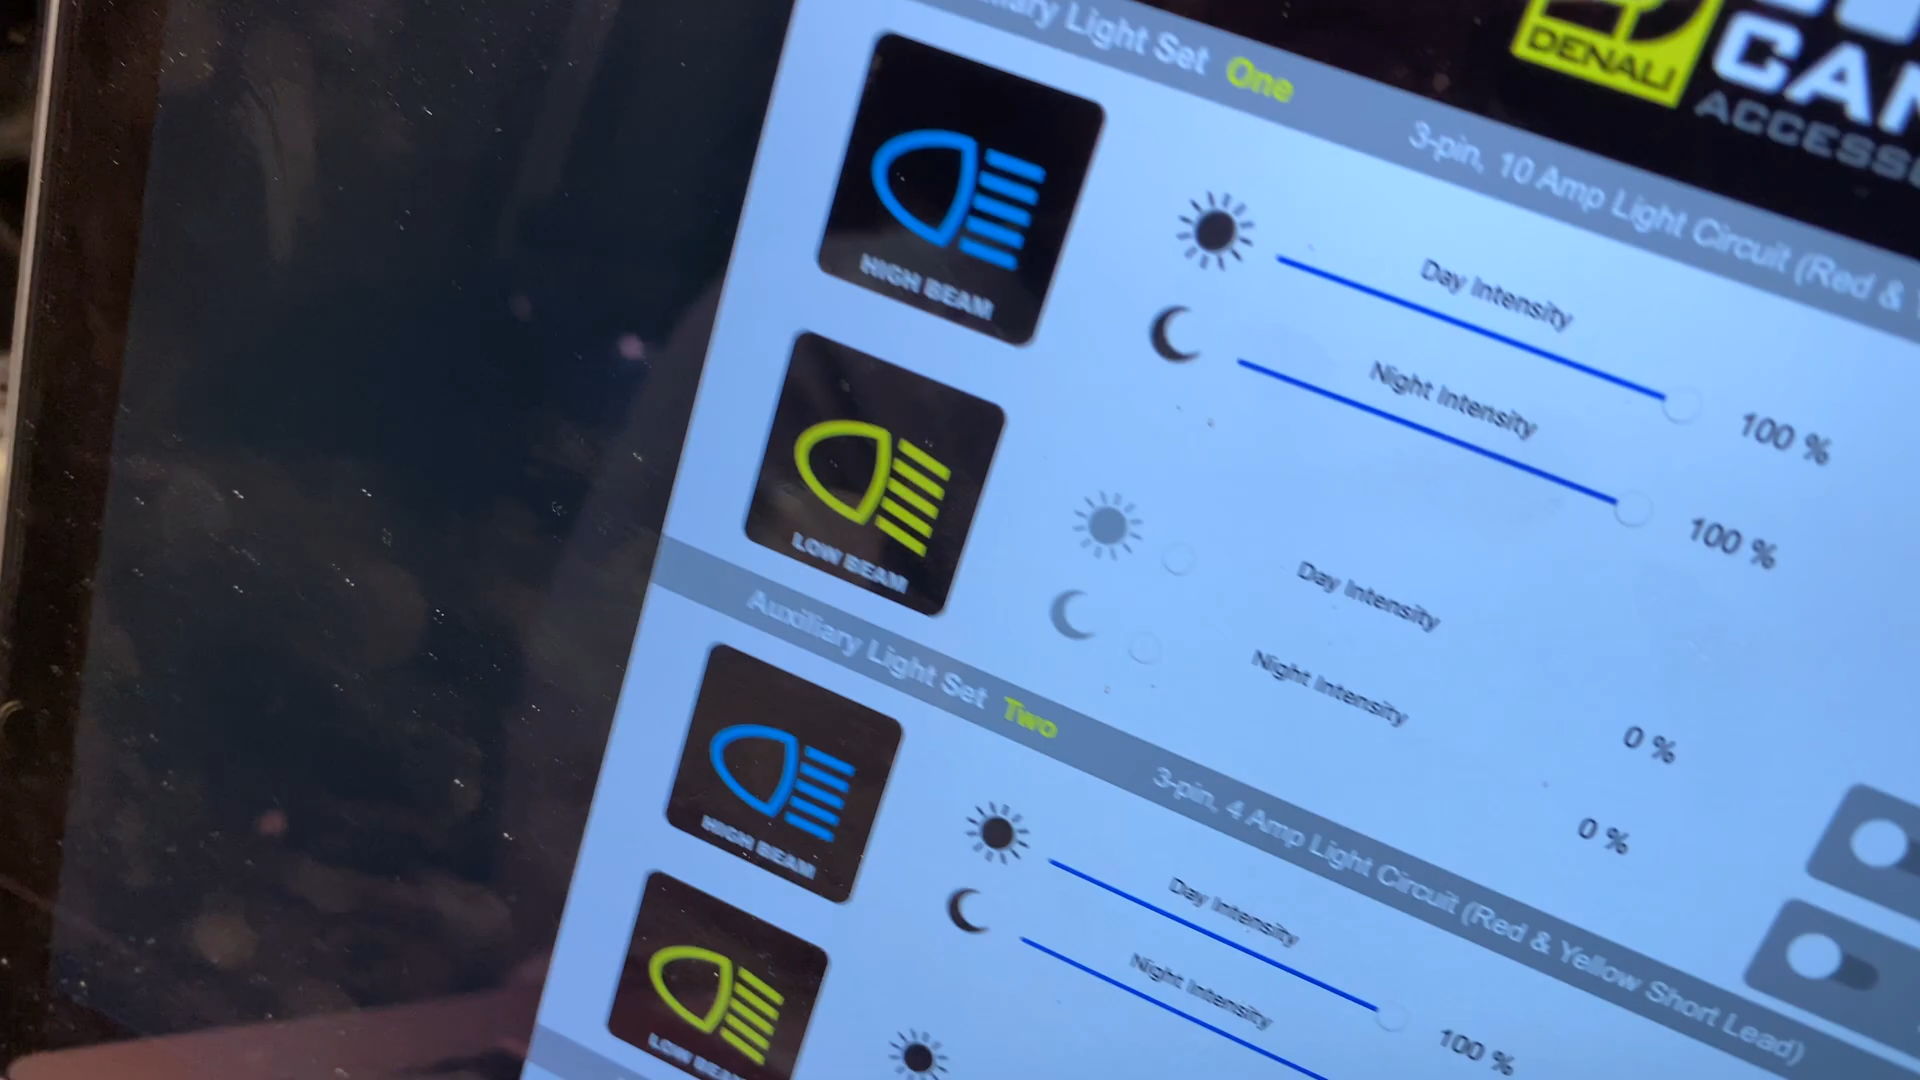 Light Set One
DENALI
3-pin, 10 Amp Light Circuit (Red &
HIGH BEAM
Day Intensity
100 %
Night Intensity
100 %
LOW BEAM
Day Intensity
0 %
Night Intensity
0 %
Auxiliary Light Set Two
3-pin, 4 Amp Light Circuit (Red & Yellow Short Lead)
HIGH BEAM
Day Intensity
100 %
Night Intensity
LOW